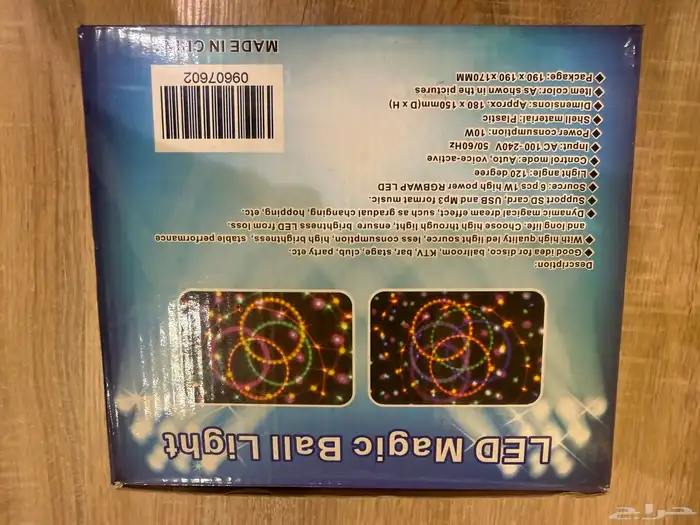 LED Magic Ball Light
Description:
◆Good idea for disco, ballroom, KTV, bar, stage, club, party etc.
◆With high quality led light source, less consumption, high brightness, stable performance
and long life. Choose high through light, ensure brightness LED from loss.
◆Dynamic magical dream effect, such as gradual changing, hopping, etc.
◆Support SD card, USB and Mp3 format music.
◆Source: 6 pcs 1W high power RGBWAP LED
◆Light angle: 120 degree
◆Control mode: Auto, voice-active
◆Input: AC 100-240V 50/60Hz
◆Power consumption: 10W
◆Shell material: Plastic
◆Dimensions: Approx. 180 x 150mm(D x H)
◆Item color: As shown in the pictures
◆Package: 190 x 190 x170MM
09607602
MADE IN
حراج